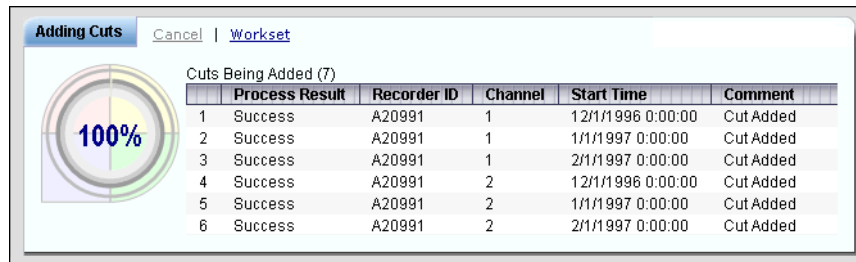 Adding Cuts Cancel | Workset
Cuts Being Added (7)
Process Result Recorder ID Channel Start Time Comment
1 Success A20991 1 12/1/1996 0:00:00 Cut Added
2 Success A20991 1 1/1/1997 0:00:00 Cut Added
3 Success A20991 1 2/1/1997 0:00:00 Cut Added
4 Success A20991 2 12/1/1996 0:00:00 Cut Added
5 Success A20991 2 1/1/1997 0:00:00 Cut Added
6 Success A20991 2 2/1/1997 0:00:00 Cut Added
100%